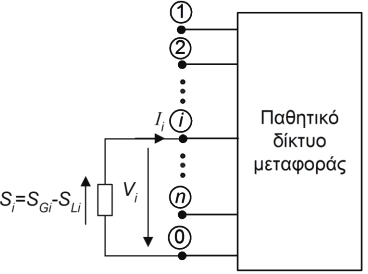 1
2
I_i
i
Παθητικό
δίκτυο
μεταφοράς
S_i=S_Gi-S_Li
V_i
n
0